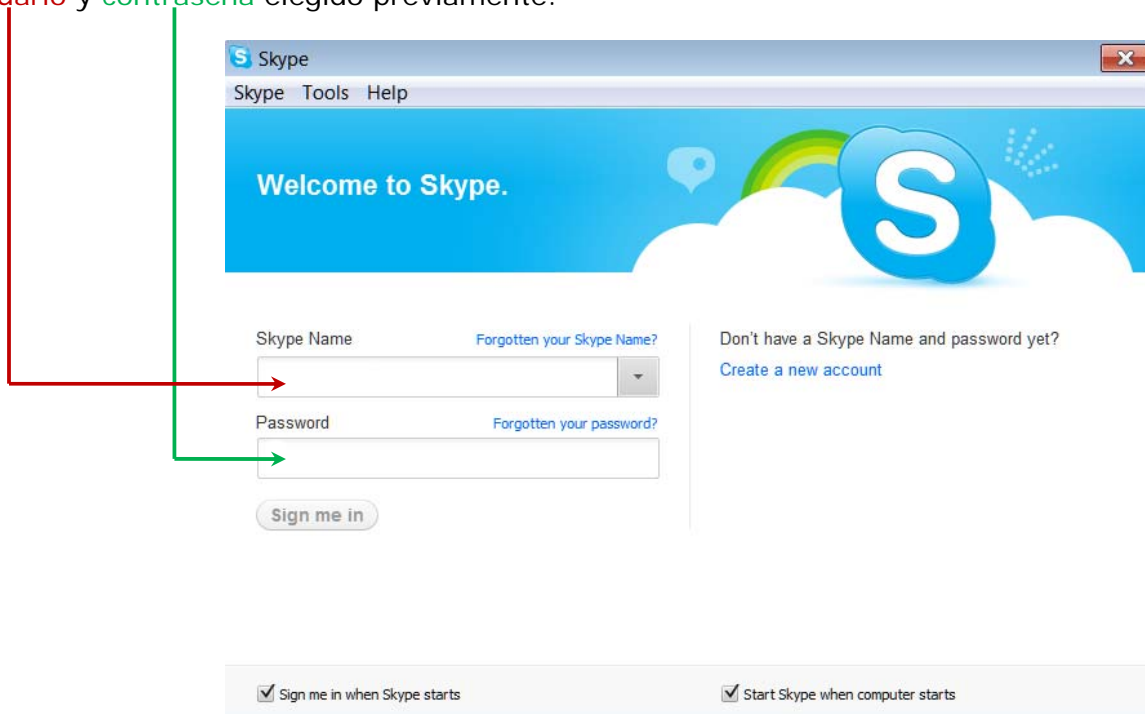 y contraseña elegido previamente.
Skype
Skype Tools Help
Welcome to Skype.
Skype Name Forgotten your Skype Name?
Don't have a Skype Name and password yet?
Create a new account
Password Forgotten your password?
Sign me in
Sign me in when Skype starts
Start Skype when computer starts